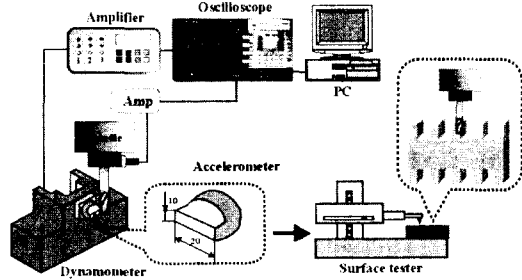 Oscilloscope
Amplifier
PC
Amp
Accelerometer
10
20
Dynamometer
Surface tester